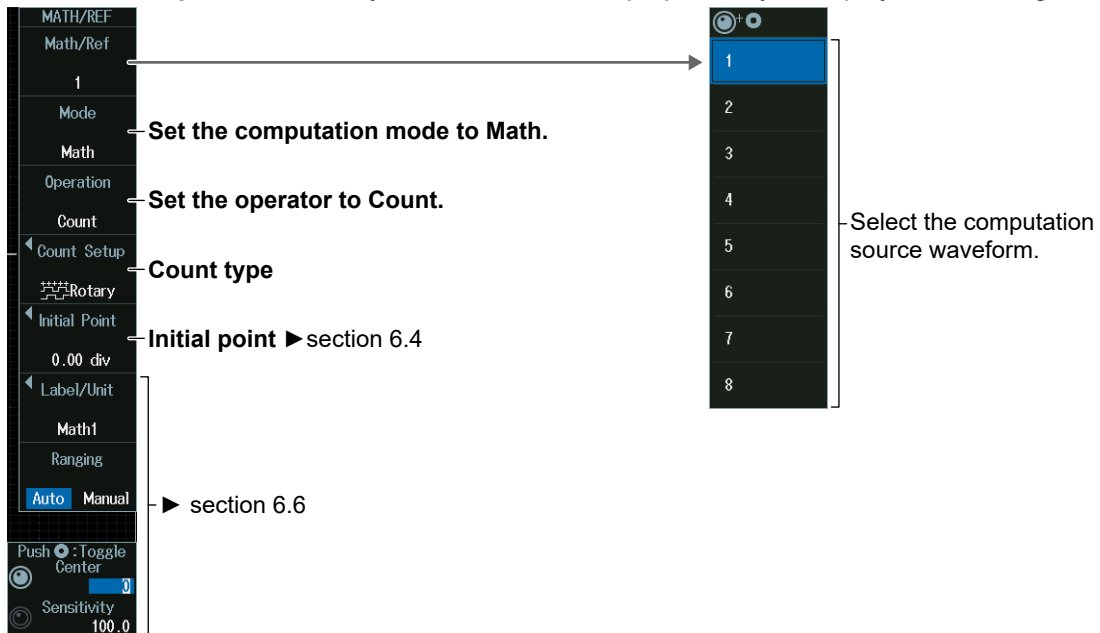 MATH/REF
Math/Ref
1
Mode
Math
Set the computation mode to Math.
Operation
Count
Set the operator to Count.
Count Setup
Rotary
Count type
Initial Point
0.00 div
Initial point ►section 6.4
Label/Unit
Math1
Ranging
Auto Manual
► section 6.6
Push :Toggle
Center
0
Sensitivity
100.0
+
1
2
3
4
5
6
7
8
Select the computation
source waveform.